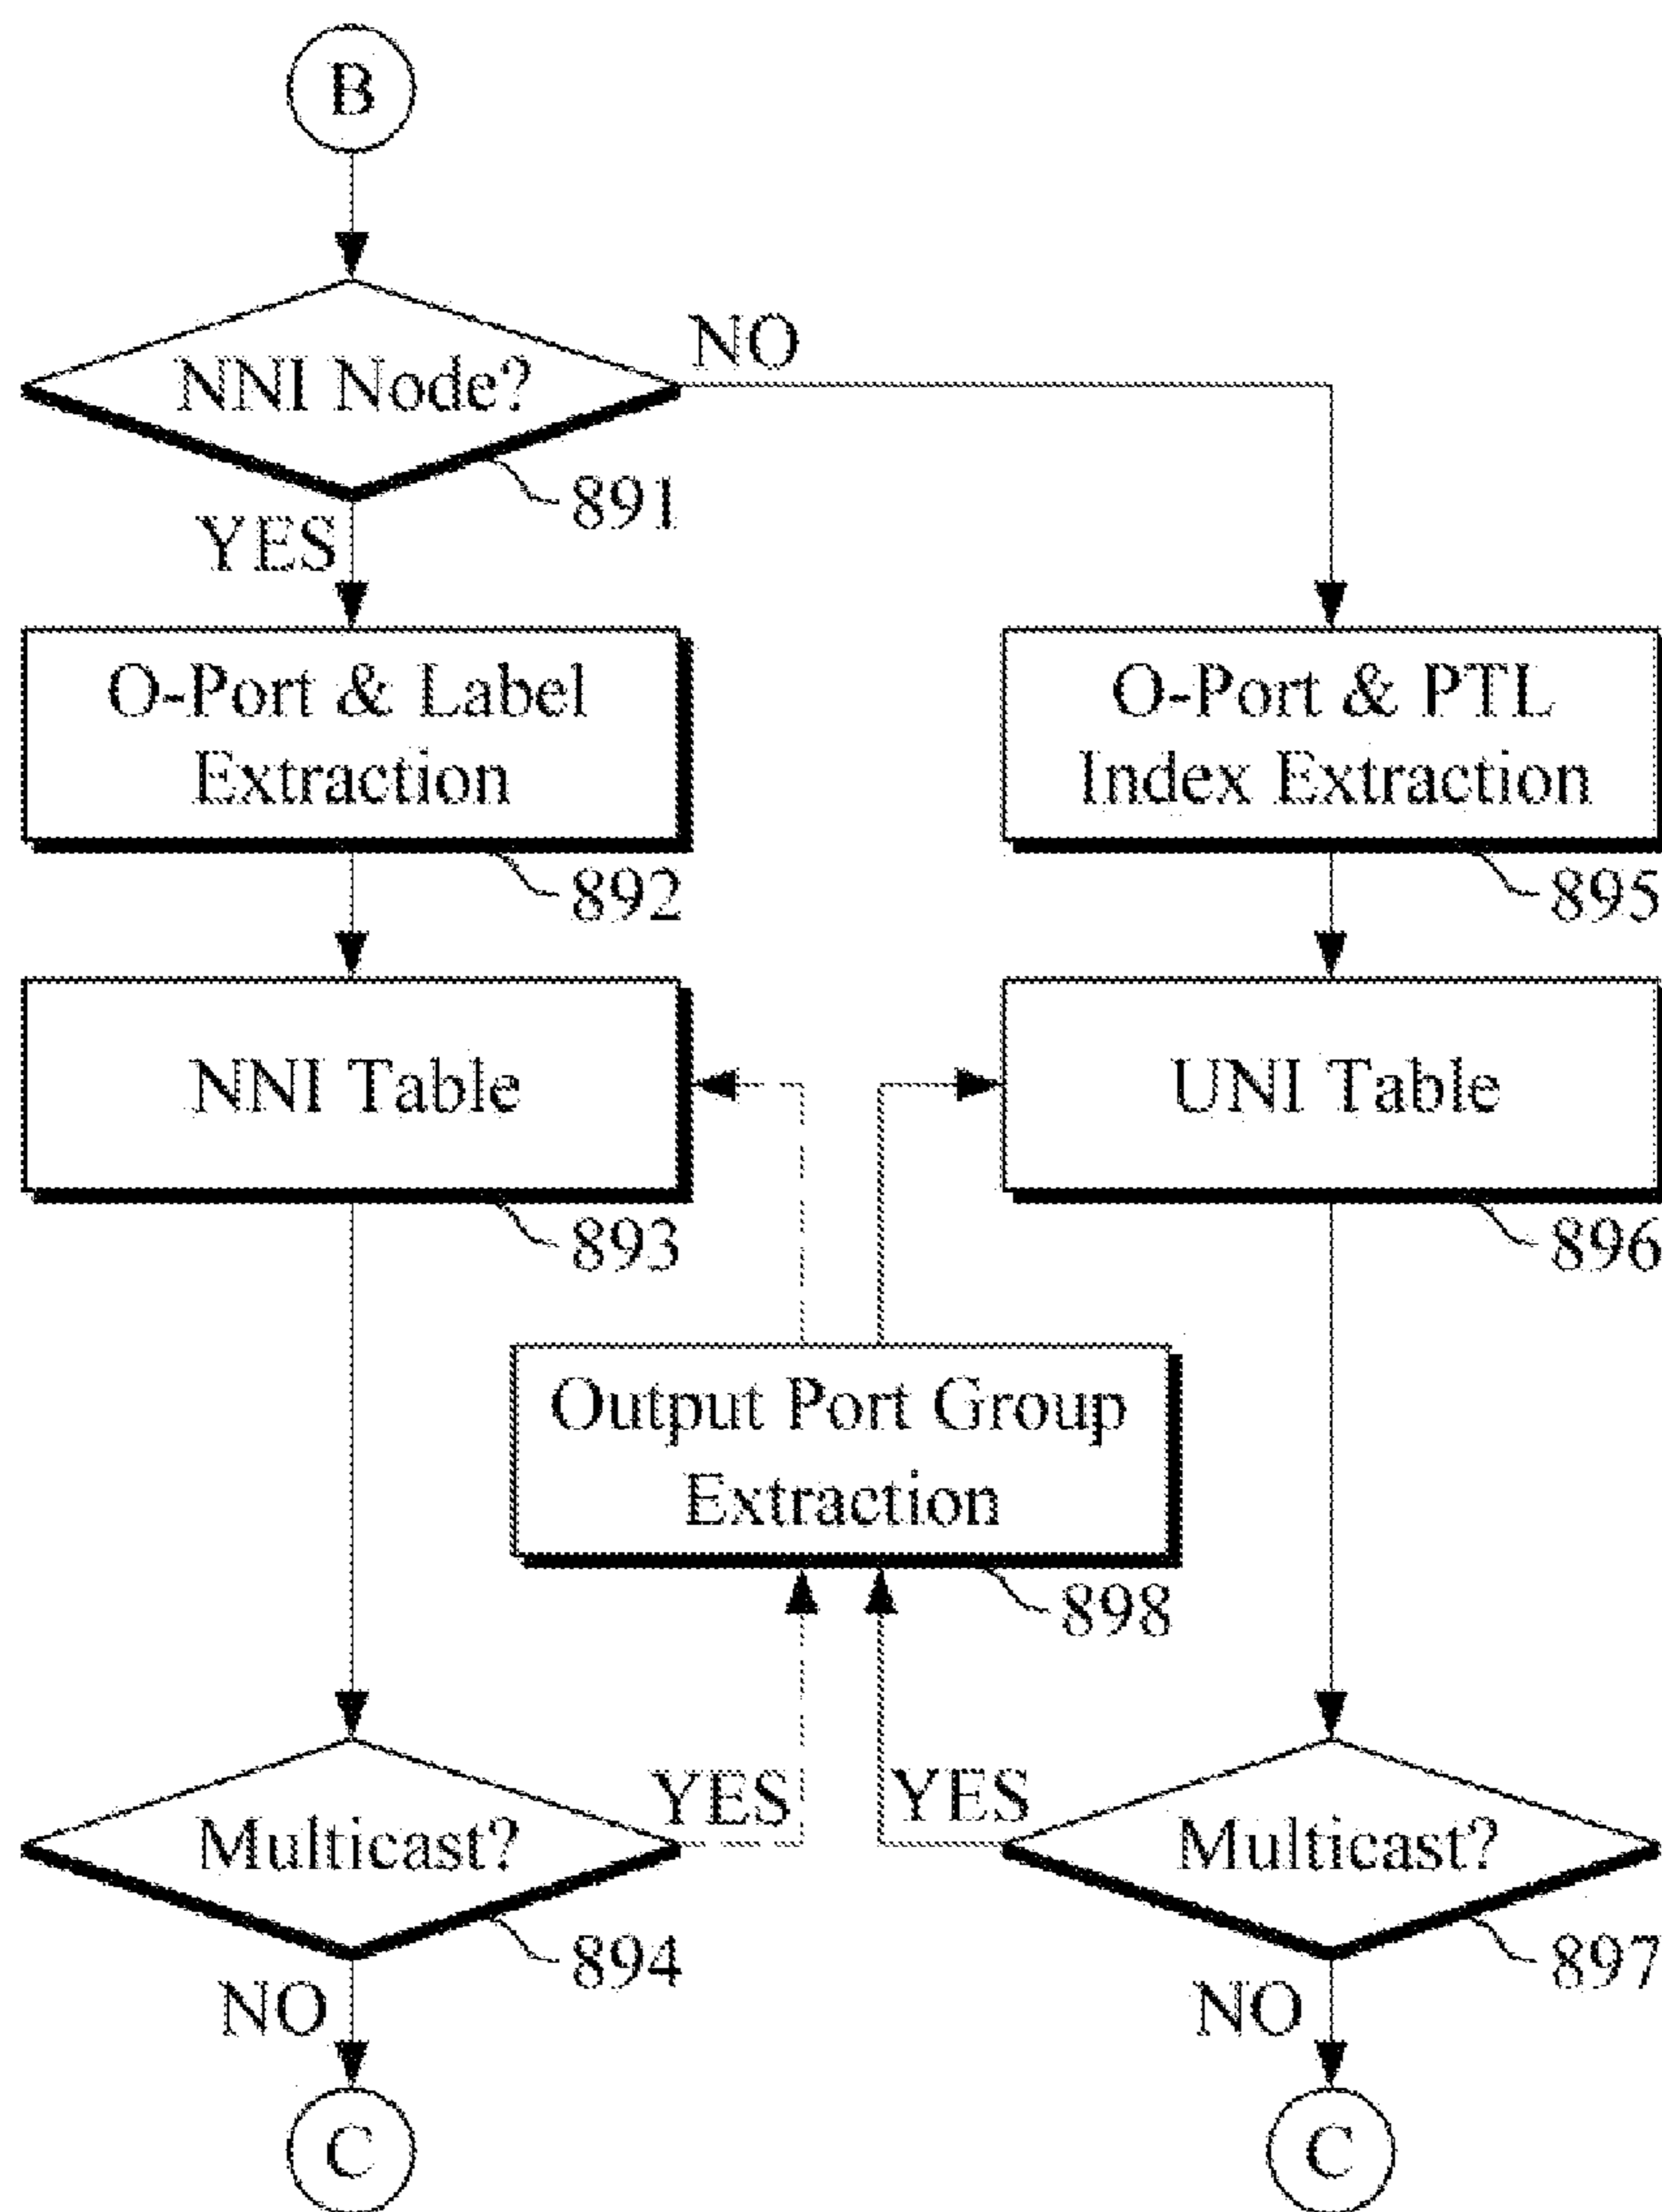 B
NNI Node?
NO
891
YES
O-Port & Label
Extraction
892
O-Port & PTL
Index Extraction
895
NNI Table
893
UNI Table
896
Output Port Group
Extraction
898
Multicast?
YES
894
NO
C
YES
Multicast?
897
NO
C